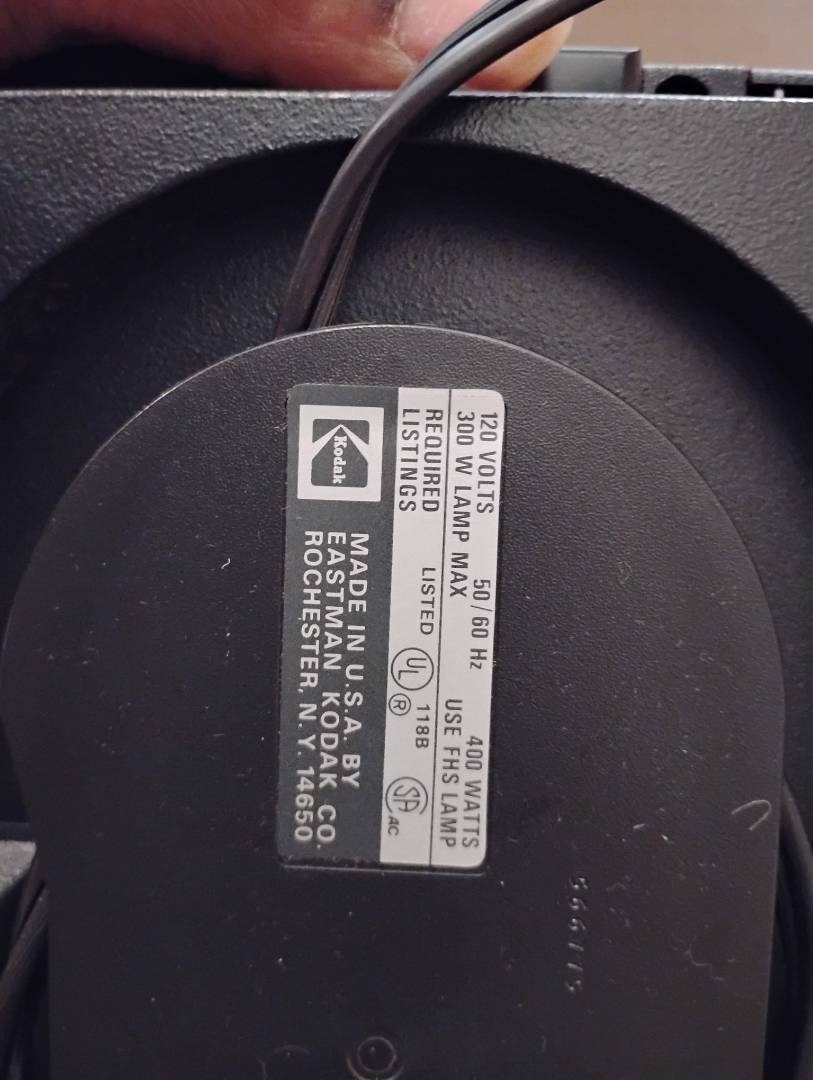 120 VOLTS 50/60 Hz 400 WATTS
300 W LAMP MAX USE FHS LAMP
REQUIRED
LISTINGS
LISTED UL ® 118B SA AC
Kodak
MADE IN U.S.A. BY
EASTMAN KODAK CO.
ROCHESTER, N.Y. 14650